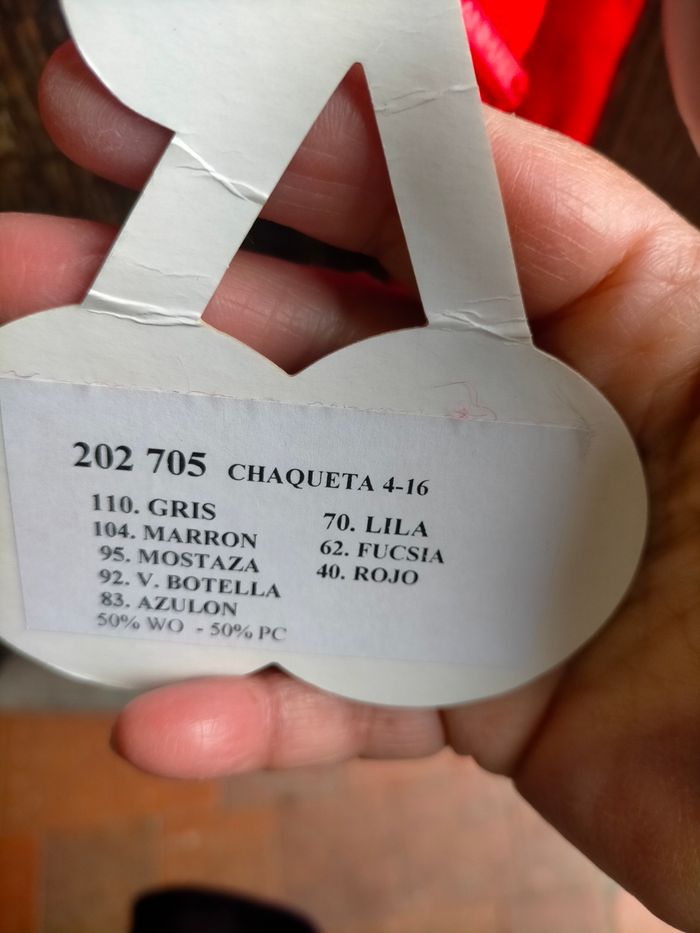 202 705 CHAQUETA 4-16
110. GRIS
104. MARRON
95. MOSTAZA
92. V. BOTELLA
83. AZULON
50% WO - 50% PC
70. LILA
62. FUCSIA
40. ROJO